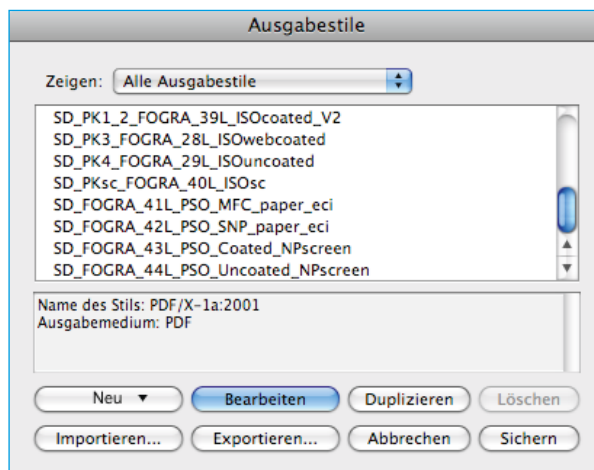 Ausgabestile
Zeigen: Alle Ausgabestile
SD_PK1_2_FOGRA_39L_ISOcoated_V2
SD_PK3_FOGRA_28L_ISOwebcoated
SD_PK4_FOGRA_29L_ISOuncoated
SD_PKsc_FOGRA_40L_ISOsc
SD_FOGRA_41L_PSO_MFC_paper_eci
SD_FOGRA_42L_PSO_SNP_paper_eci
SD_FOGRA_43L_PSO_Coated_NPscreen
SD_FOGRA_44L_PSO_Uncoated_NPscreen
Name des Stils: PDF/X-1a:2001
Ausgabemedium: PDF
Neu Bearbeiten Duplizieren Löschen
Importieren... Exportieren... Abbrechen Sichern